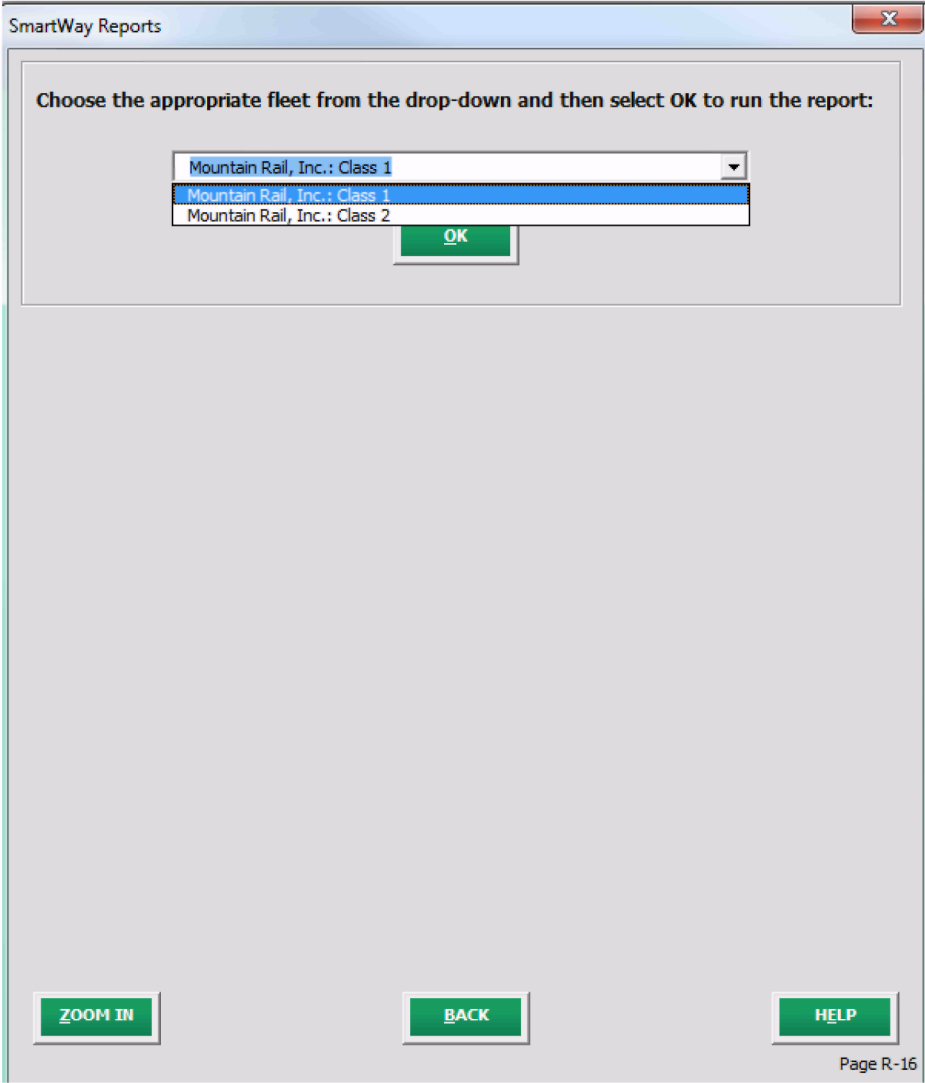 SmartWay Reports
Choose the appropriate fleet from the drop-down and then select OK to run the report:
Mountain Rail, Inc.: Class 1
Mountain Rail, Inc.: Class 1
Mountain Rail, Inc.: Class 2
OK
ZOOM IN
BACK
HELP
Page R-16